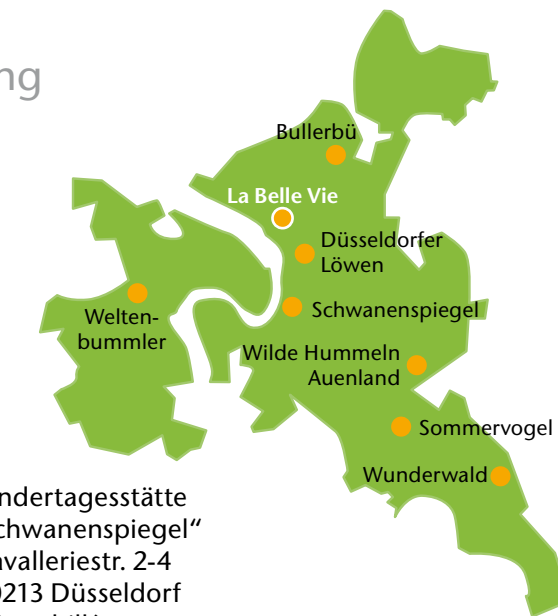 ng
Bullerbü
La Belle Vie
Düsseldorfer
Löwen
Schwanenspiegel
Welten-
bummler
Wilde Hummeln
Auenland
Sommervogel
Wunderwald
ndertagesstätte
chwanenspiegel“
avalleriestr. 2-4
0213 Düsseldorf